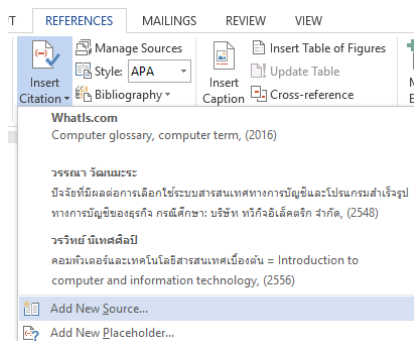 REFERENCES MAILINGS REVIEW VIEW
Manage Sources
Style: APA
Bibliography
Insert
Citation
Insert
Caption
Insert Table of Figures
Update Table
Cross-reference
WhatIs.com
Computer glossary, computer term, (2016)
วรรณา วัฒนมะระ
ปัจจัยที่มีผลต่อการเลือกใช้ระบบสารสนเทศทางการบัญชีและโปรแกรมสำเร็จรูป
ทางการบัญชีของธุรกิจ กรณีศึกษา: บริษัท ทวีกิจอีเล็คตริก จำกัด, (2548)
วรวิทย์ นิเทศศิลป์
คอมพิวเตอร์และเทคโนโลยีสารสนเทศเบื้องต้น = Introduction to
computer and information technology, (2556)
Add New Source...
Add New Placeholder...